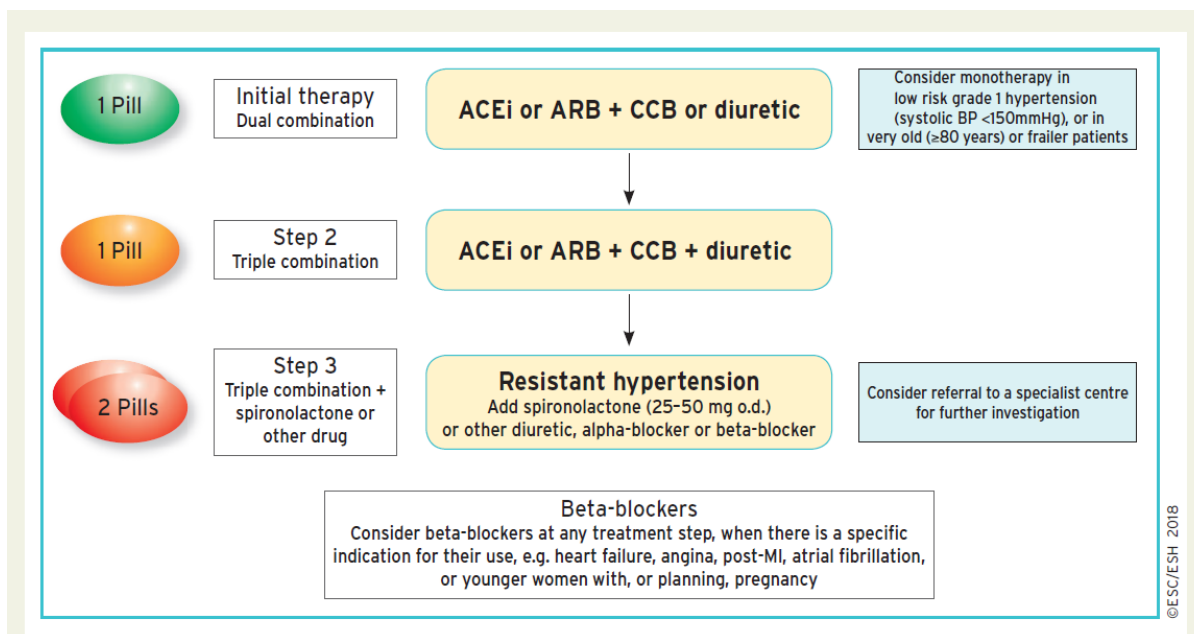 1 Pill
Initial therapy
Dual combination
ACEi or ARB + CCB or diuretic
Consider monotherapy in
low risk grade 1 hypertension
(systolic BP <150mmHg), or in
very old (≥80 years) or frailer patients
1 Pill
Step 2
Triple combination
ACEi or ARB + CCB + diuretic
2 Pills
Step 3
Triple combination +
spironolactone or
other drug
Resistant hypertension
Add spironolactone (25–50 mg o.d.)
or other diuretic, alpha-blocker or beta-blocker
Consider referral to a specialist centre
for further investigation
Beta-blockers
Consider beta-blockers at any treatment step, when there is a specific
indication for their use, e.g. heart failure, angina, post-MI, atrial fibrillation,
or younger women with, or planning, pregnancy
©ESC/ESH 2018